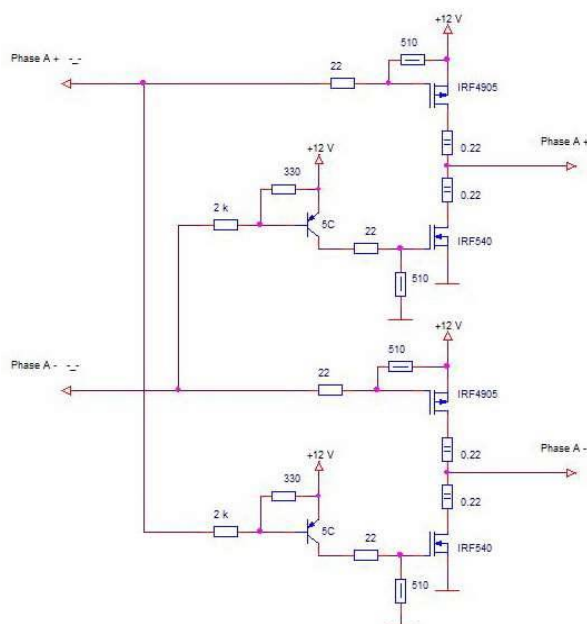 +12 V
510
Phase A + -_-
22
IRF4905
0.22
Phase A +
+12 V
330
0.22
2 k
5C
22
IRF540
510
+12 V
510
Phase A - -_-
22
IRF4905
0.22
+12 V
Phase A -
330
0.22
2 k
5C
22
IRF540
510